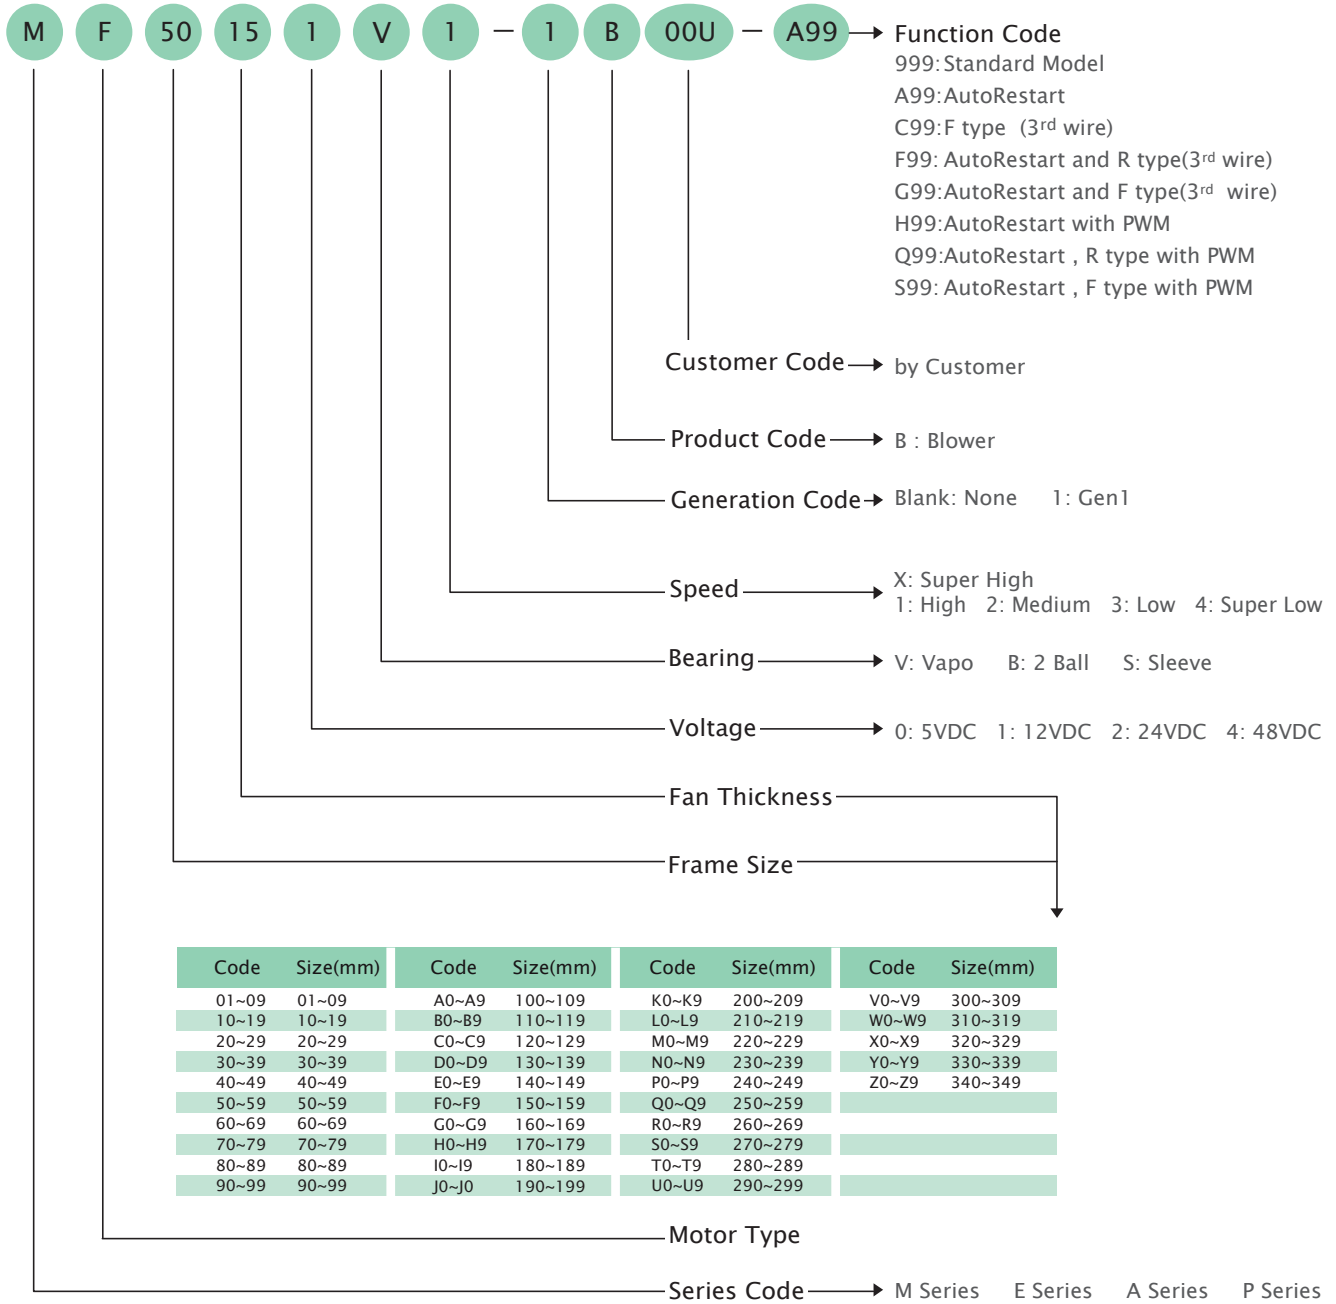 M F 50 15 1 V 1 – 1 B 00U – A99
Function Code
999: Standard Model
A99: AutoRestart
C99: F type (3rd wire)
F99: AutoRestart and R type(3rd wire)
G99: AutoRestart and F type(3rd wire)
H99: AutoRestart with PWM
Q99: AutoRestart , R type with PWM
S99: AutoRestart , F type with PWM
Customer Code by Customer
Product Code B : Blower
Generation Code Blank: None 1: Gen1
Speed X: Super High
1: High 2: Medium 3: Low 4: Super Low
Bearing V: Vapo B: 2 Ball S: Sleeve
Voltage 0: 5VDC 1: 12VDC 2: 24VDC 4: 48VDC
Fan Thickness
Frame Size
Code Size(mm) Code Size(mm) Code Size(mm) Code Size(mm)
01~09 01~09 A0~A9 100~109 K0~K9 200~209 V0~V9 300~309
10~19 10~19 B0~B9 110~119 L0~L9 210~219 W0~W9 310~319
20~29 20~29 C0~C9 120~129 M0~M9 220~229 X0~X9 320~329
30~39 30~39 D0~D9 130~139 N0~N9 230~239 Y0~Y9 330~339
40~49 40~49 E0~E9 140~149 P0~P9 240~249 Z0~Z9 340~349
50~59 50~59 F0~F9 150~159 Q0~Q9 250~259
60~69 60~69 G0~G9 160~169 R0~R9 260~269
70~79 70~79 H0~H9 170~179 S0~S9 270~279
80~89 80~89 I0~I9 180~189 T0~T9 280~289
90~99 90~99 J0~J0 190~199 U0~U9 290~299
Motor Type
Series Code M Series E Series A Series P Series